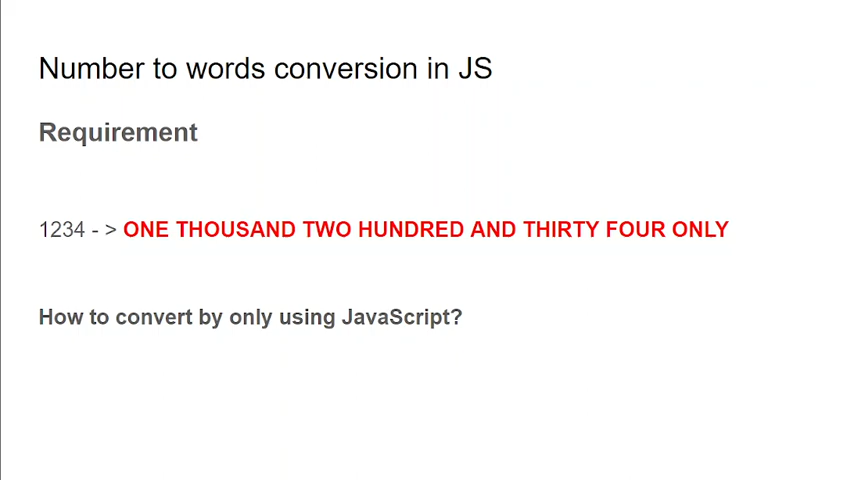 Number to words conversion in JS
Requirement
1234 - > ONE THOUSAND TWO HUNDRED AND THIRTY FOUR ONLY
How to convert by only using JavaScript?